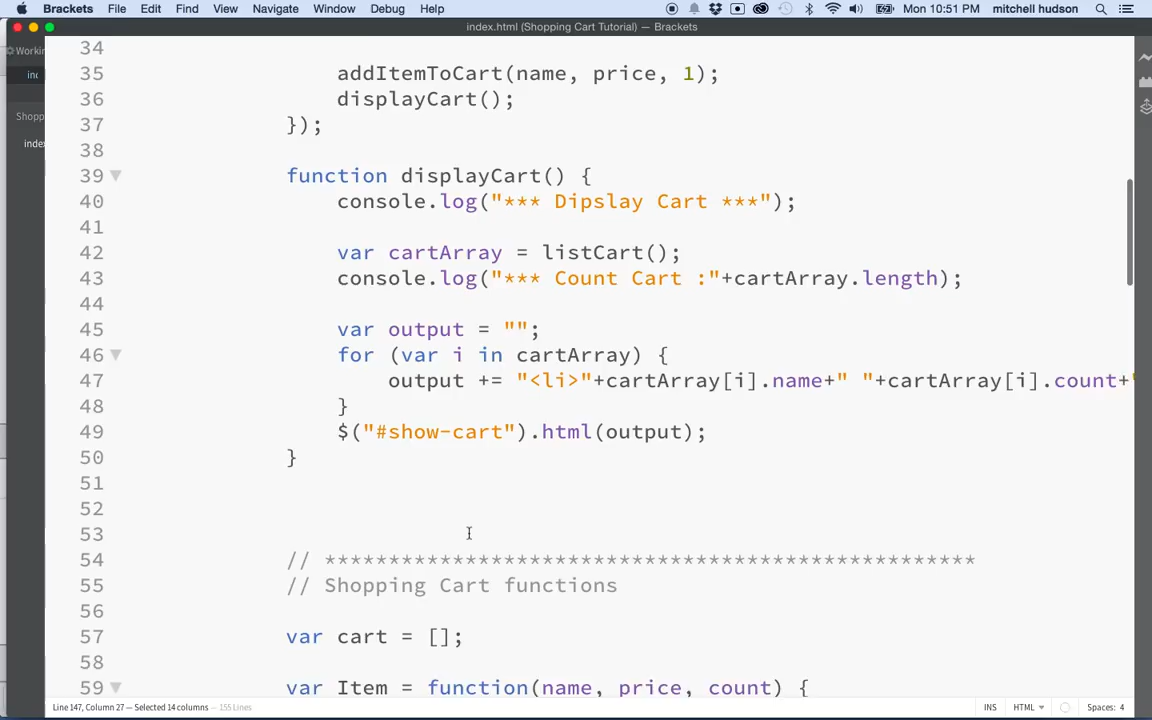 Brackets File Edit View Navigate Window Debug Help Mon 10:51 PM mitchell hudson
index.html (Shopping Cart Tutorial) — Brackets
Workin
ind
Shopp
index
34
35 addItemToCart(name, price, 1);
36 displayCart();
37 });
38
39 function displayCart() {
40 console.log("*** Dipslay Cart ***");
41
42 var cartArray = listCart();
43 console.log("*** Count Cart :"+cartArray.length);
44
45 var output = "";
46 for (var i in cartArray) {
47 output += "<li>"+cartArray[i].name+" "+cartArray[i].count+"
48 }
49 $("#show-cart").html(output);
50 }
51
52
53
54 // ***************************************************
55 // Shopping Cart functions
56
57 var cart = [];
58
59 var Item = function(name, price, count) {
Line 147, Column 27 — Selected 14 columns — 155 Lines INS HTML Spaces: 4